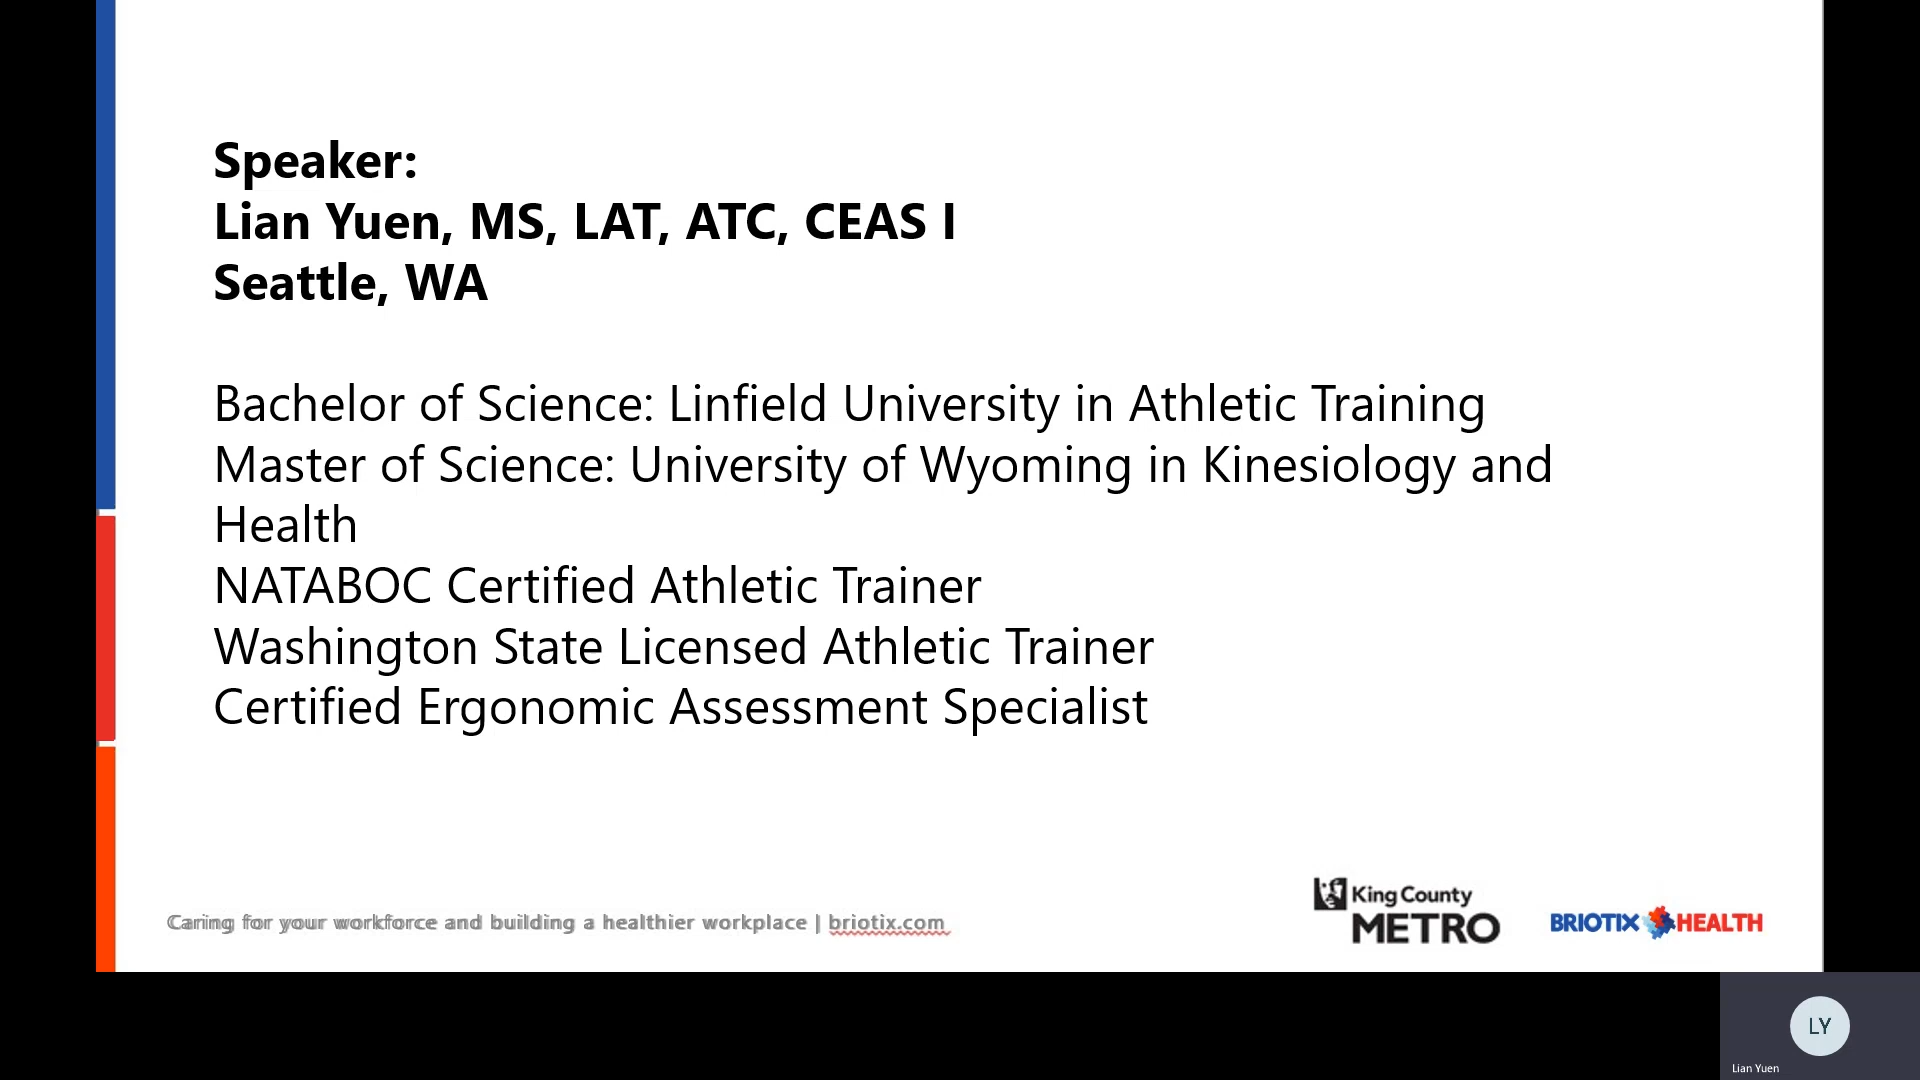 Speaker:
Lian Yuen, MS, LAT, ATC, CEAS I
Seattle, WA
Bachelor of Science: Linfield University in Athletic Training
Master of Science: University of Wyoming in Kinesiology and
Health
NATABOC Certified Athletic Trainer
Washington State Licensed Athletic Trainer
Certified Ergonomic Assessment Specialist
Caring for your workforce and building a healthier workplace | briotix.com
King County
METRO
BRIOTIX HEALTH
LY
Lian Yuen